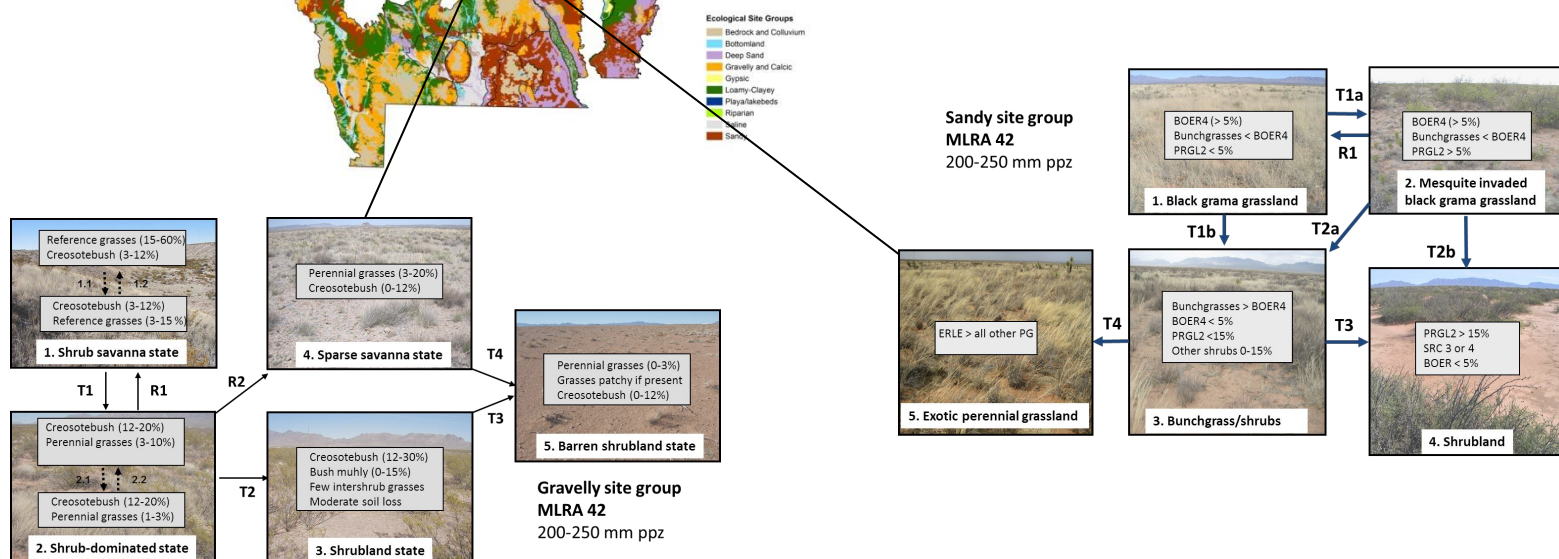 Ecological Site Groups
Bedrock and Colluvium
Bottomland
Deep Sand
Gravelly and Calcic
Gypsic
Loamy-Clayey
Playa/lakebeds
Riparian
Saline
Sandy
Sandy site group
MLRA 42
200-250 mm ppz
BOER4 (> 5%)
Bunchgrasses < BOER4
PRGL2 < 5%
1. Black grama grassland
T1a
R1
BOER4 (> 5%)
Bunchgrasses < BOER4
PRGL2 > 5%
2. Mesquite invaded
black grama grassland
T1b
T2a
T2b
ERLE > all other PG
5. Exotic perennial grassland
T4
Bunchgrasses > BOER4
BOER4 < 5%
PRGL2 <15%
Other shrubs 0-15%
3. Bunchgrass/shrubs
T3
PRGL2 > 15%
SRC 3 or 4
BOER < 5%
4. Shrubland
Reference grasses (15-60%)
Creosotebush (3-12%)
1.1
1.2
Creosotebush (3-12%)
Reference grasses (3-15 %)
1. Shrub savanna state
T1
R1
R2
Perennial grasses (3-20%)
Creosotebush (0-12%)
4. Sparse savanna state
T4
T3
Perennial grasses (0-3%)
Grasses patchy if present
Creosotebush (0-12%)
5. Barren shrubland state
Creosotebush (12-20%)
Perennial grasses (3-10%)
2.1
2.2
Creosotebush (12-20%)
Perennial grasses (1-3%)
2. Shrub-dominated state
T2
Creosotebush (12-30%)
Bush muhly (0-15%)
Few intershrub grasses
Moderate soil loss
3. Shrubland state
Gravelly site group
MLRA 42
200-250 mm ppz